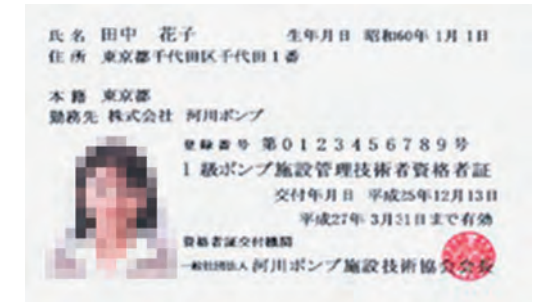 氏名 田中 花子 生年月日 昭和60年 1月 1日
住所 東京都千代田区千代田1番
本籍 東京都
勤務先 株式会社 河川ポンプ
登録番号 第0123456789号
1級ポンプ施設管理技術者資格者証
交付年月日 平成25年12月13日
平成27年 3月31日まで有効
資格者証交付機関
一般社団法人 河川ポンプ施設技術協会会長